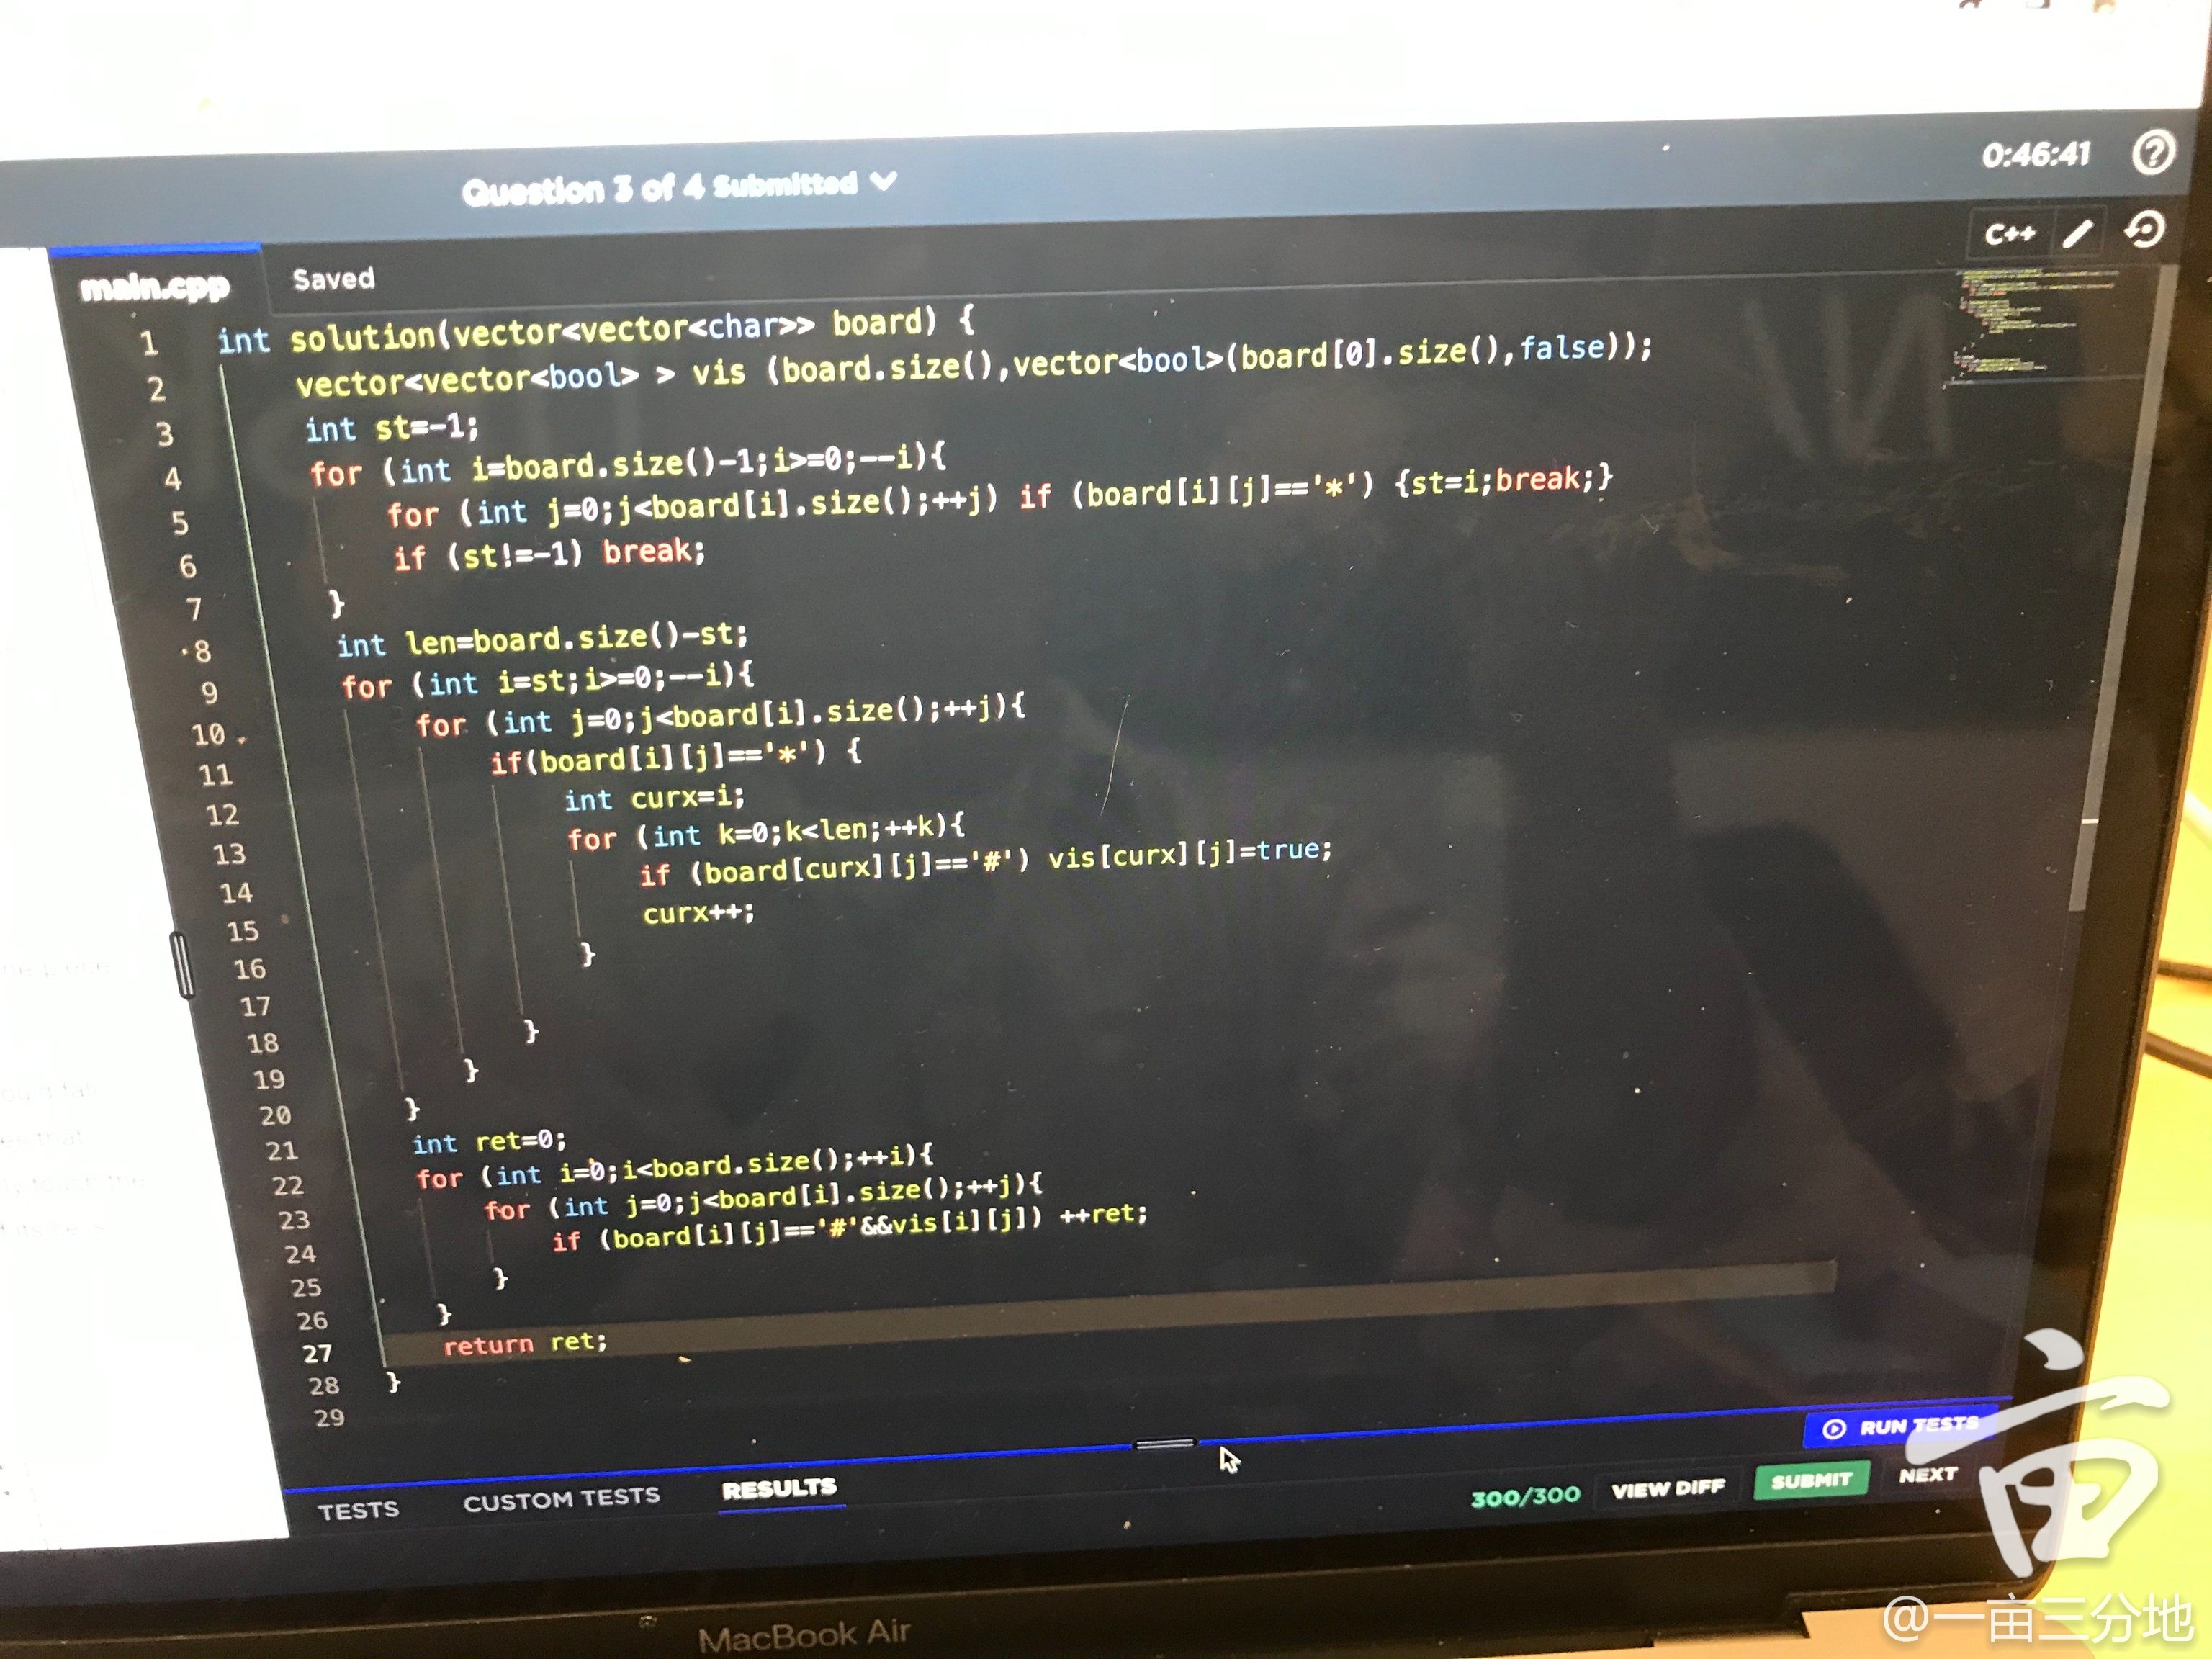 Question 3 of 4 Submitted
0:46:41
C++
main.cpp
Saved
1 int solution(vector<vector<char>> board) {
2 vector<vector<bool> > vis (board.size(),vector<bool>(board[0].size(),false));
3 int st=-1;
4 for (int i=board.size()-1;i>=0;--i){
5 for (int j=0;j<board[i].size();++j) if (board[i][j]=='*') {st=i;break;}
6 if (st!=-1) break;
7 }
8 int len=board.size()-st;
9 for (int i=st;i>=0;--i){
10 for (int j=0;j<board[i].size();++j){
11 if(board[i][j]=='*') {
12 int curx=i;
13 for (int k=0;k<len;++k){
14 if (board[curx][j]=='#') vis[curx][j]=true;
15 curx++;
16 }
17
18 }
19 }
20 }
21 int ret=0;
22 for (int i=0;i<board.size();++i){
23 for (int j=0;j<board[i].size();++j){
24 if (board[i][j]=='#'&&vis[i][j]) ++ret;
25 }
26 }
27 return ret;
28 }
29
RUN TESTS
TESTS
CUSTOM TESTS
RESULTS
300/300
VIEW DIFF
SUBMIT
NEXT
MacBook Air
@一亩三分地